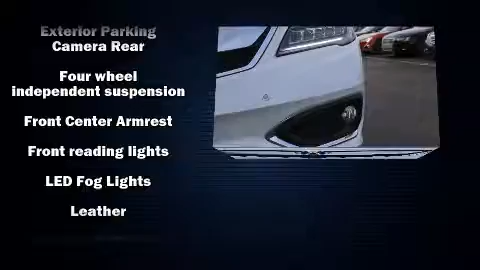 Exterior Parking
Camera Rear
Four wheel
independent suspension
Front Center Armrest
Front reading lights
LED Fog Lights
Leather